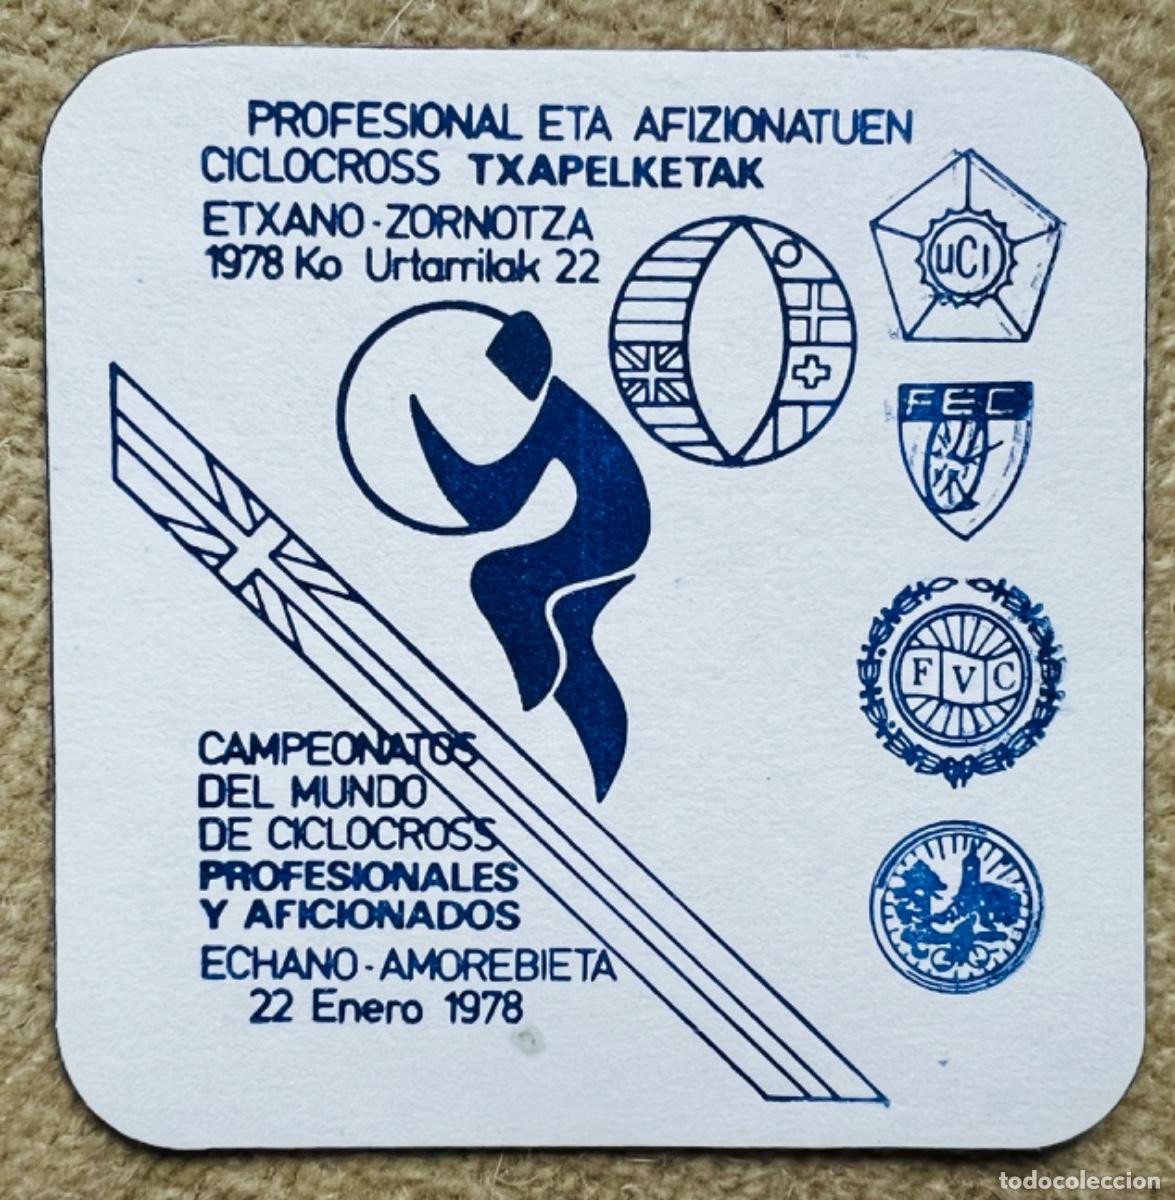 PROFESIONAL ETA AFIZIONATUEN
CICLOCROSS TXAPELKETAK
ETXANO - ZORNOTZA
1978 Ko Urtarrilak 22
UCI
FEC
FVC
CAMPEONATOS
DEL MUNDO
DE CICLOCROSS
PROFESIONALES
Y AFICIONADOS
ECHANO - AMOREBIETA
22 Enero 1978
todocoleccion